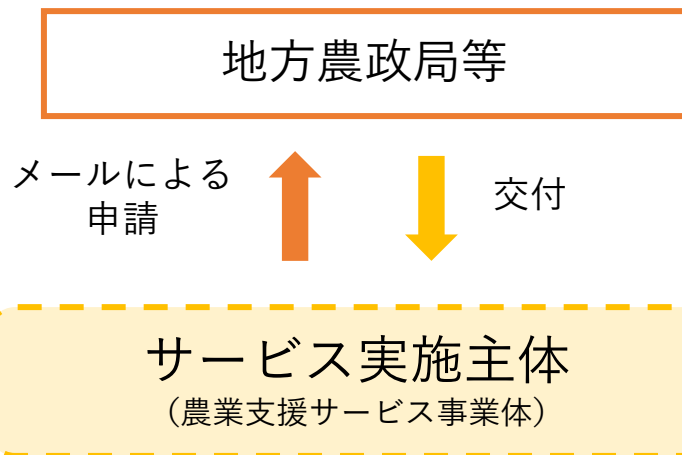 地方農政局等
メールによる
申請
交付
サービス実施主体
（農業支援サービス事業体）